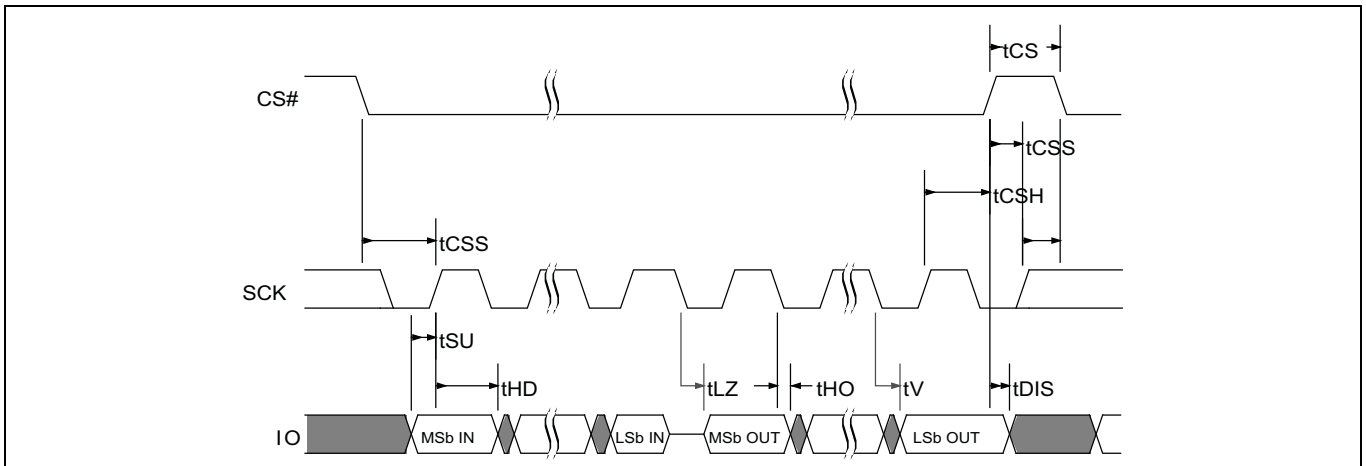 tCS
CS#
tCSS
tCSH
tCSS
SCK
tSU
tHD
tLZ
tHO
tV
tDIS
IO
MSb IN
LSb IN
MSb OUT
LSb OUT